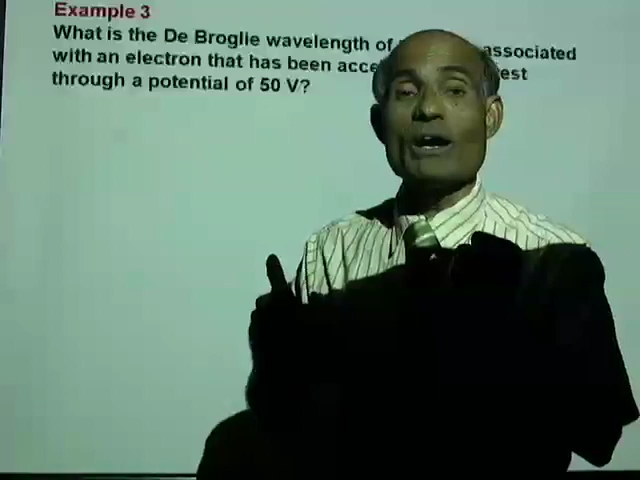 Example 3
What is the De Broglie wavelength of associated
with an electron that has been acce est
through a potential of 50 V?